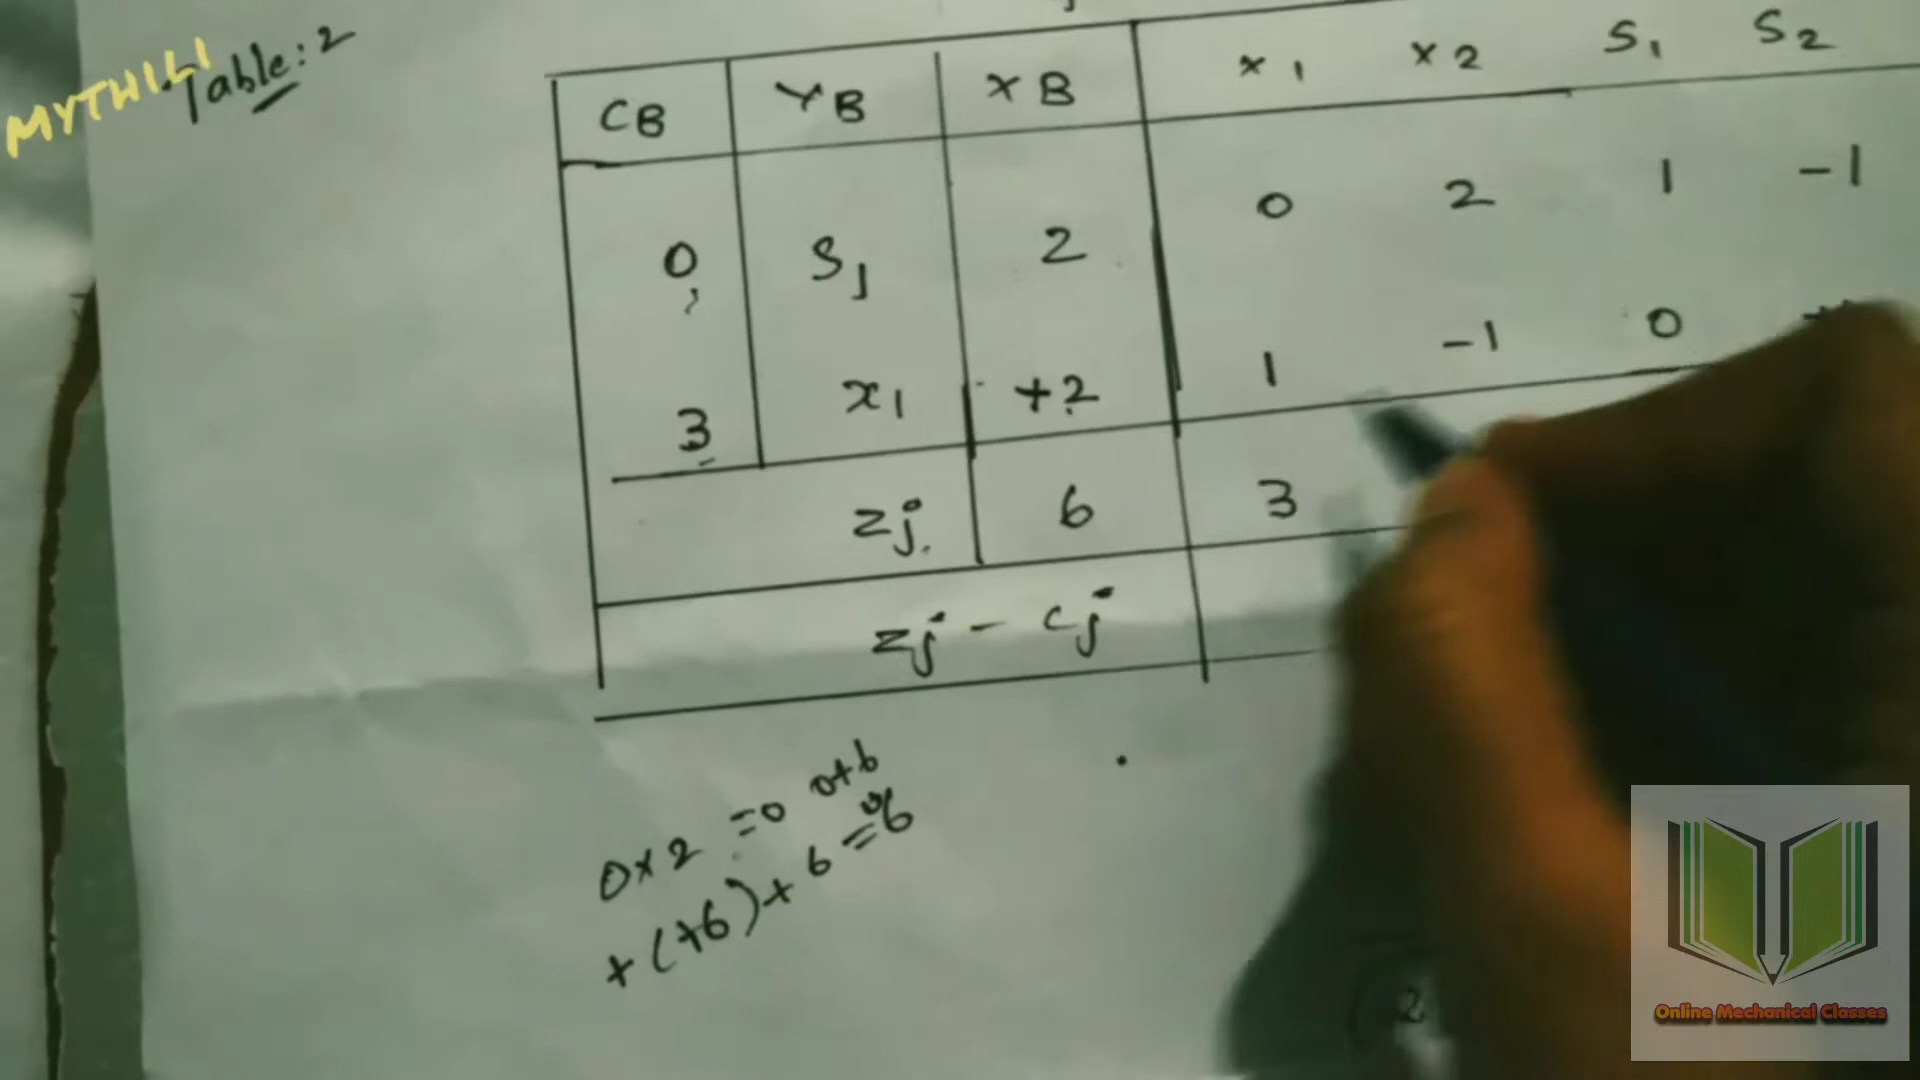 MYTHILI
Table: 2
CB YB XB x1 x2 S1 S2
0 S1 2 0 2 1 -1
3 x1 +2 1 -1 0
zj 6 3
zj - cj
0x2 =0 0+6
+(+6)+ 6 =6
2
Online Mechanical Classes